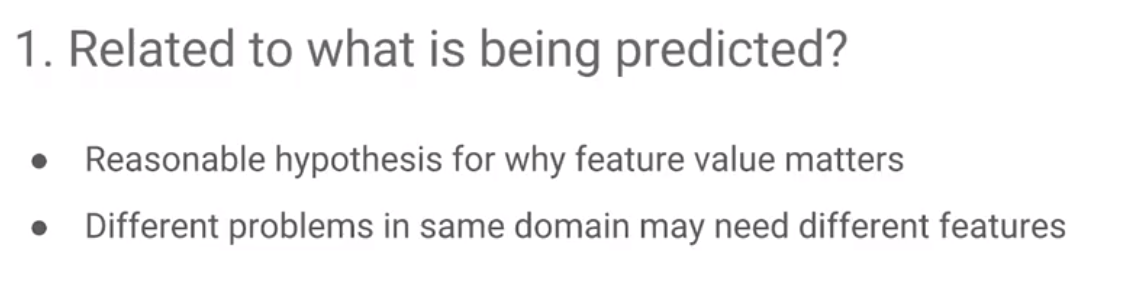 1. Related to what is being predicted?
● Reasonable hypothesis for why feature value matters
● Different problems in same domain may need different features